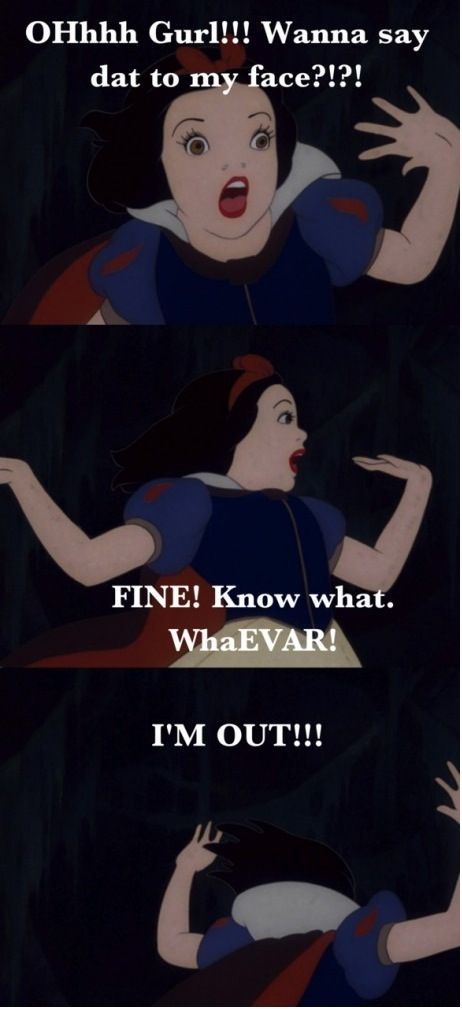 OHhhh Gurl!!! Wanna say
dat to my face?!?!
FINE! Know what.
WhaEVAR!
I'M OUT!!!